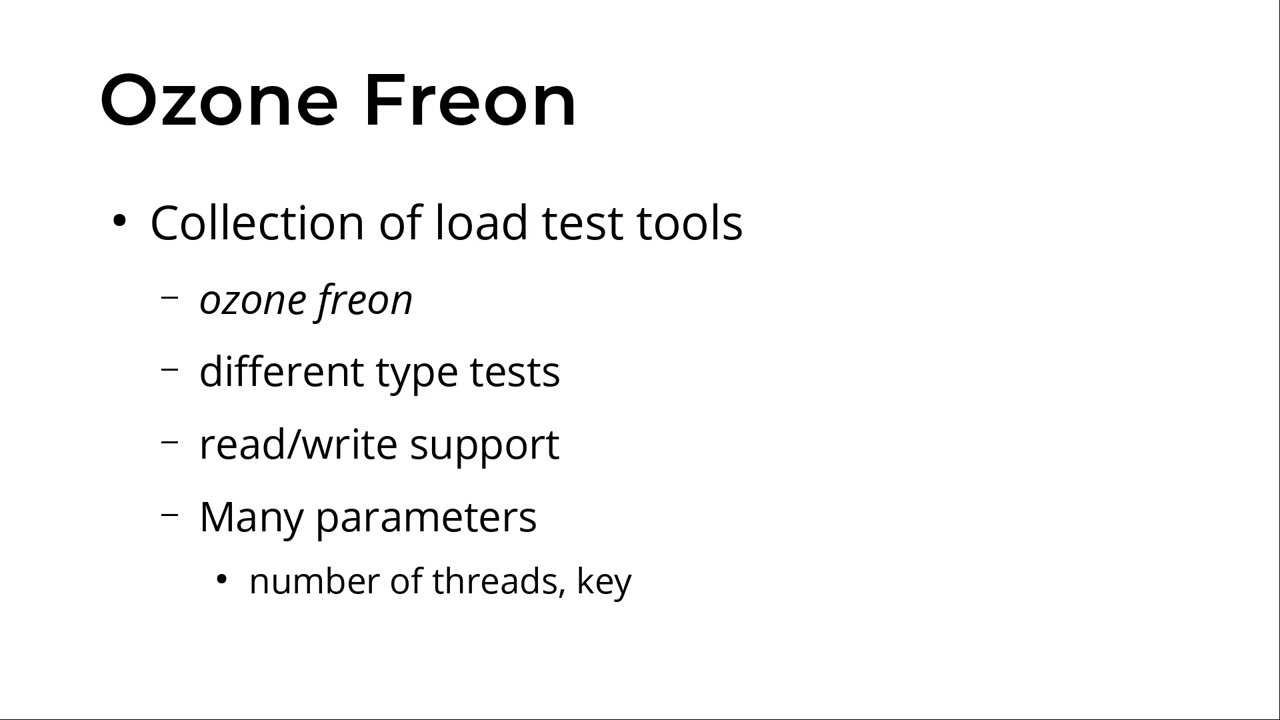 Ozone Freon
• Collection of load test tools
– ozone freon
– different type tests
– read/write support
– Many parameters
• number of threads, key